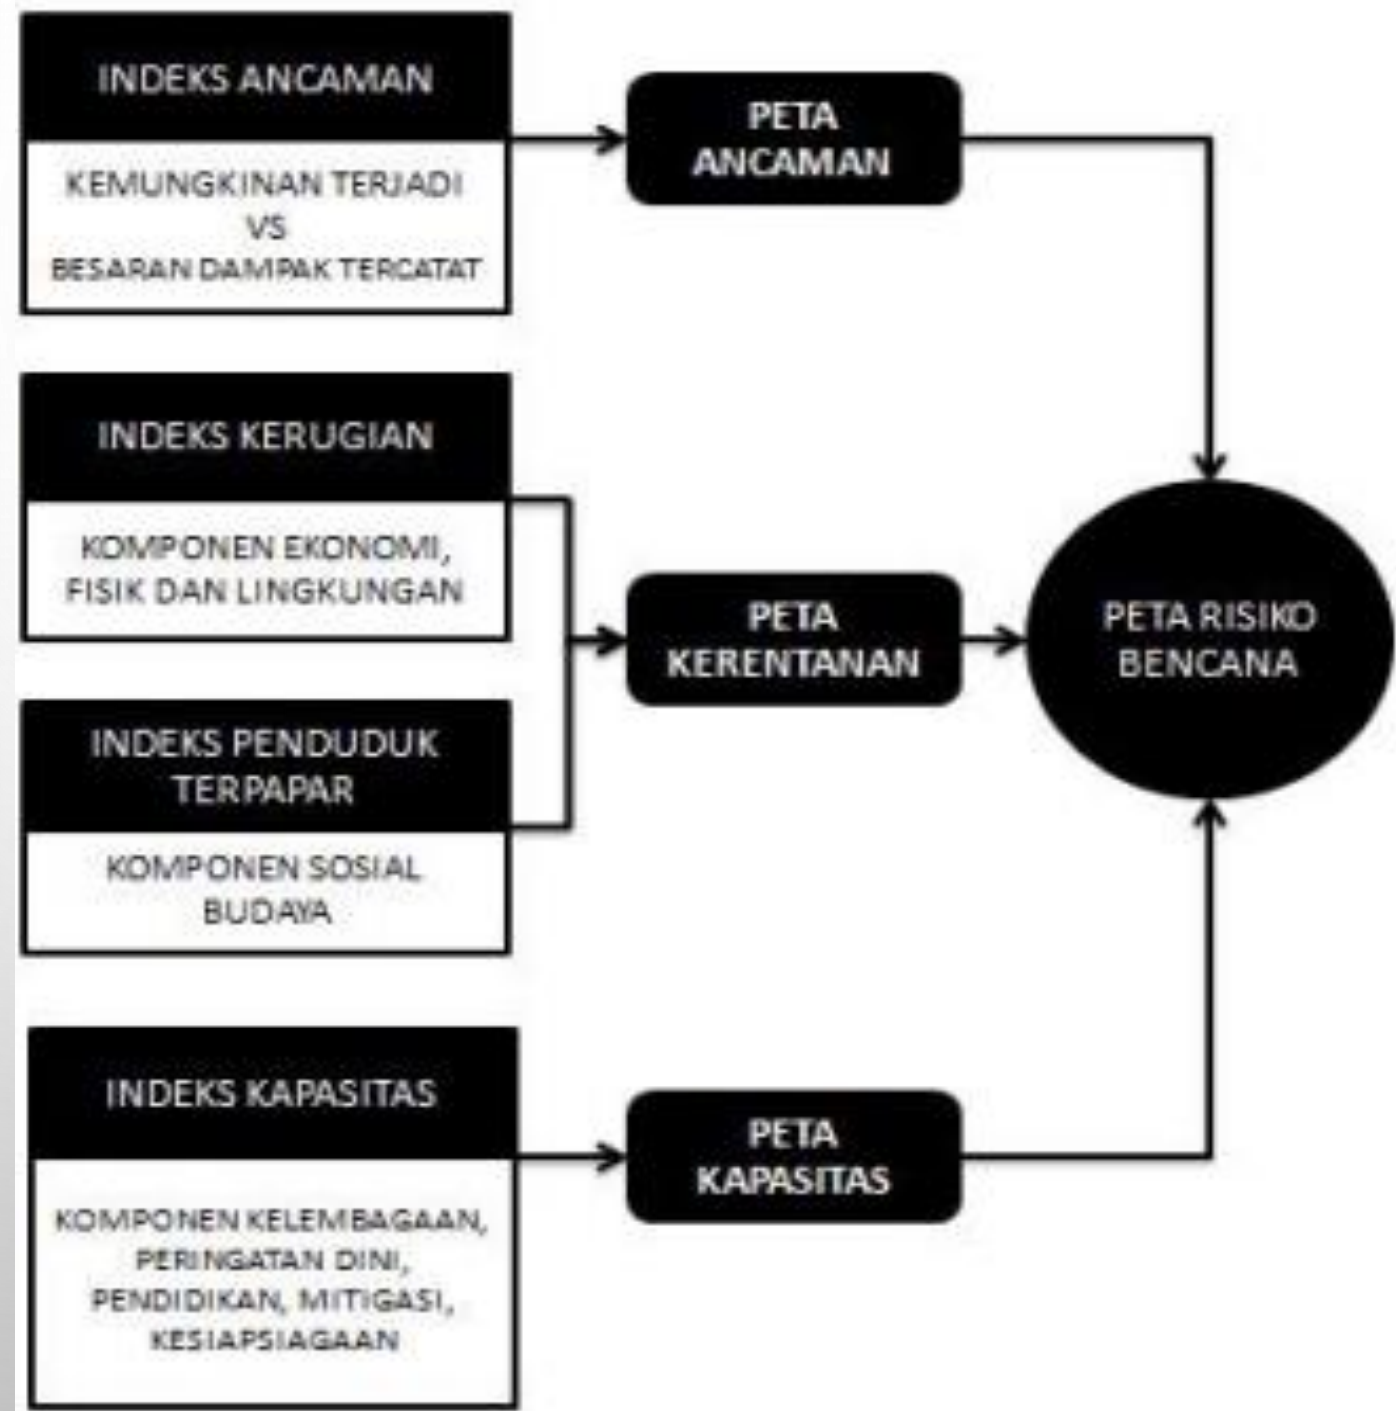 INDEKS ANCAMAN
KEMUNGKINAN TERJADI
VS
BESARAN DAMPAK TERCATAT
PETA
ANCAMAN
INDEKS KERUGIAN
KOMPONEN EKONOMI,
FISIK DAN LINGKUNGAN
INDEKS PENDUDUK
TERPAPAR
KOMPONEN SOSIAL
BUDAYA
PETA
KERENTANAN
PETA RISIKO
BENCANA
INDEKS KAPASITAS
KOMPONEN KELEMBAGAAN,
PERINGATAN DINI,
PENDIDIKAN, MITIGASI,
KESIAPSIAGAAN
PETA
KAPASITAS